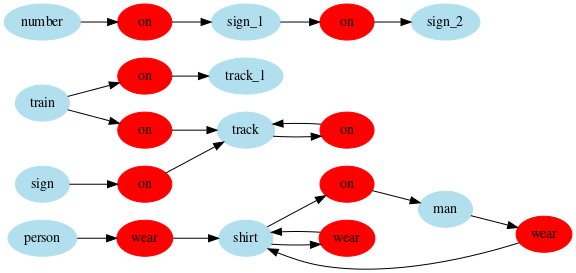 number on sign_1 on sign_2
on track_1
train
on track on
sign on
on man
person wear shirt wear wear